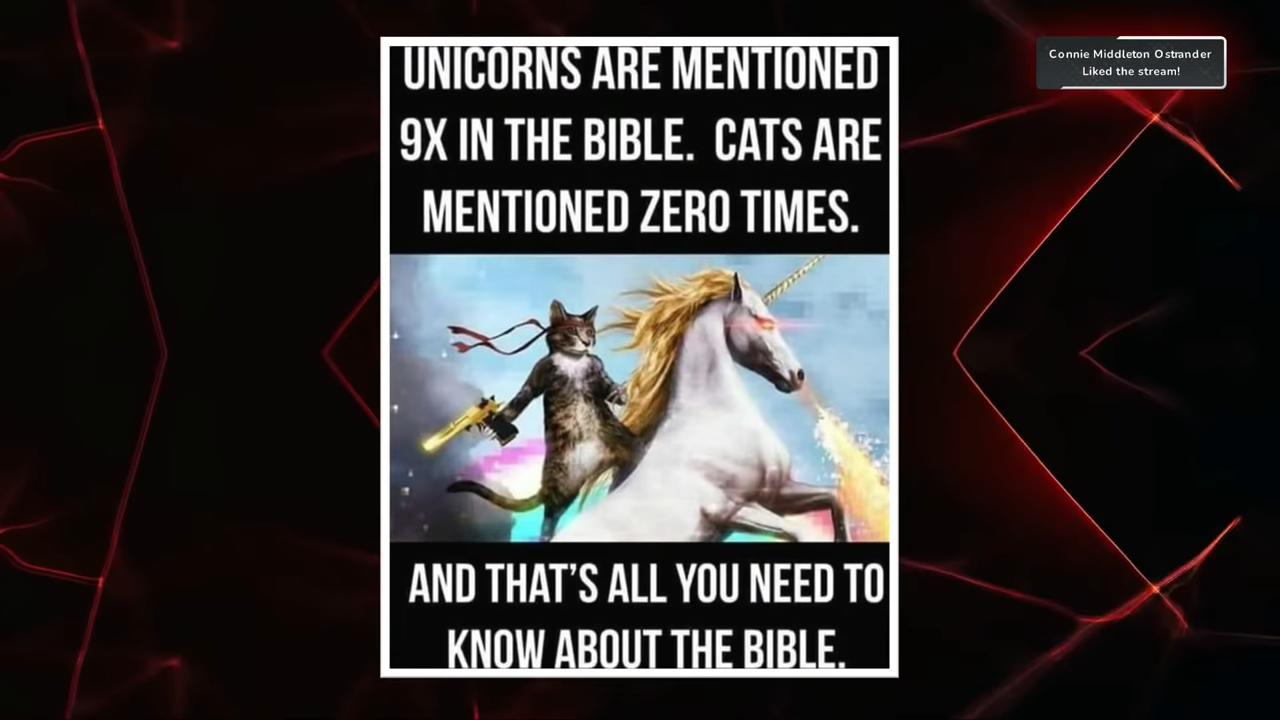 UNICORNS ARE MENTIONED
9X IN THE BIBLE. CATS ARE
MENTIONED ZERO TIMES.
AND THAT'S ALL YOU NEED TO
KNOW ABOUT THE BIBLE.
Connie Middleton Ostrander
Liked the stream!